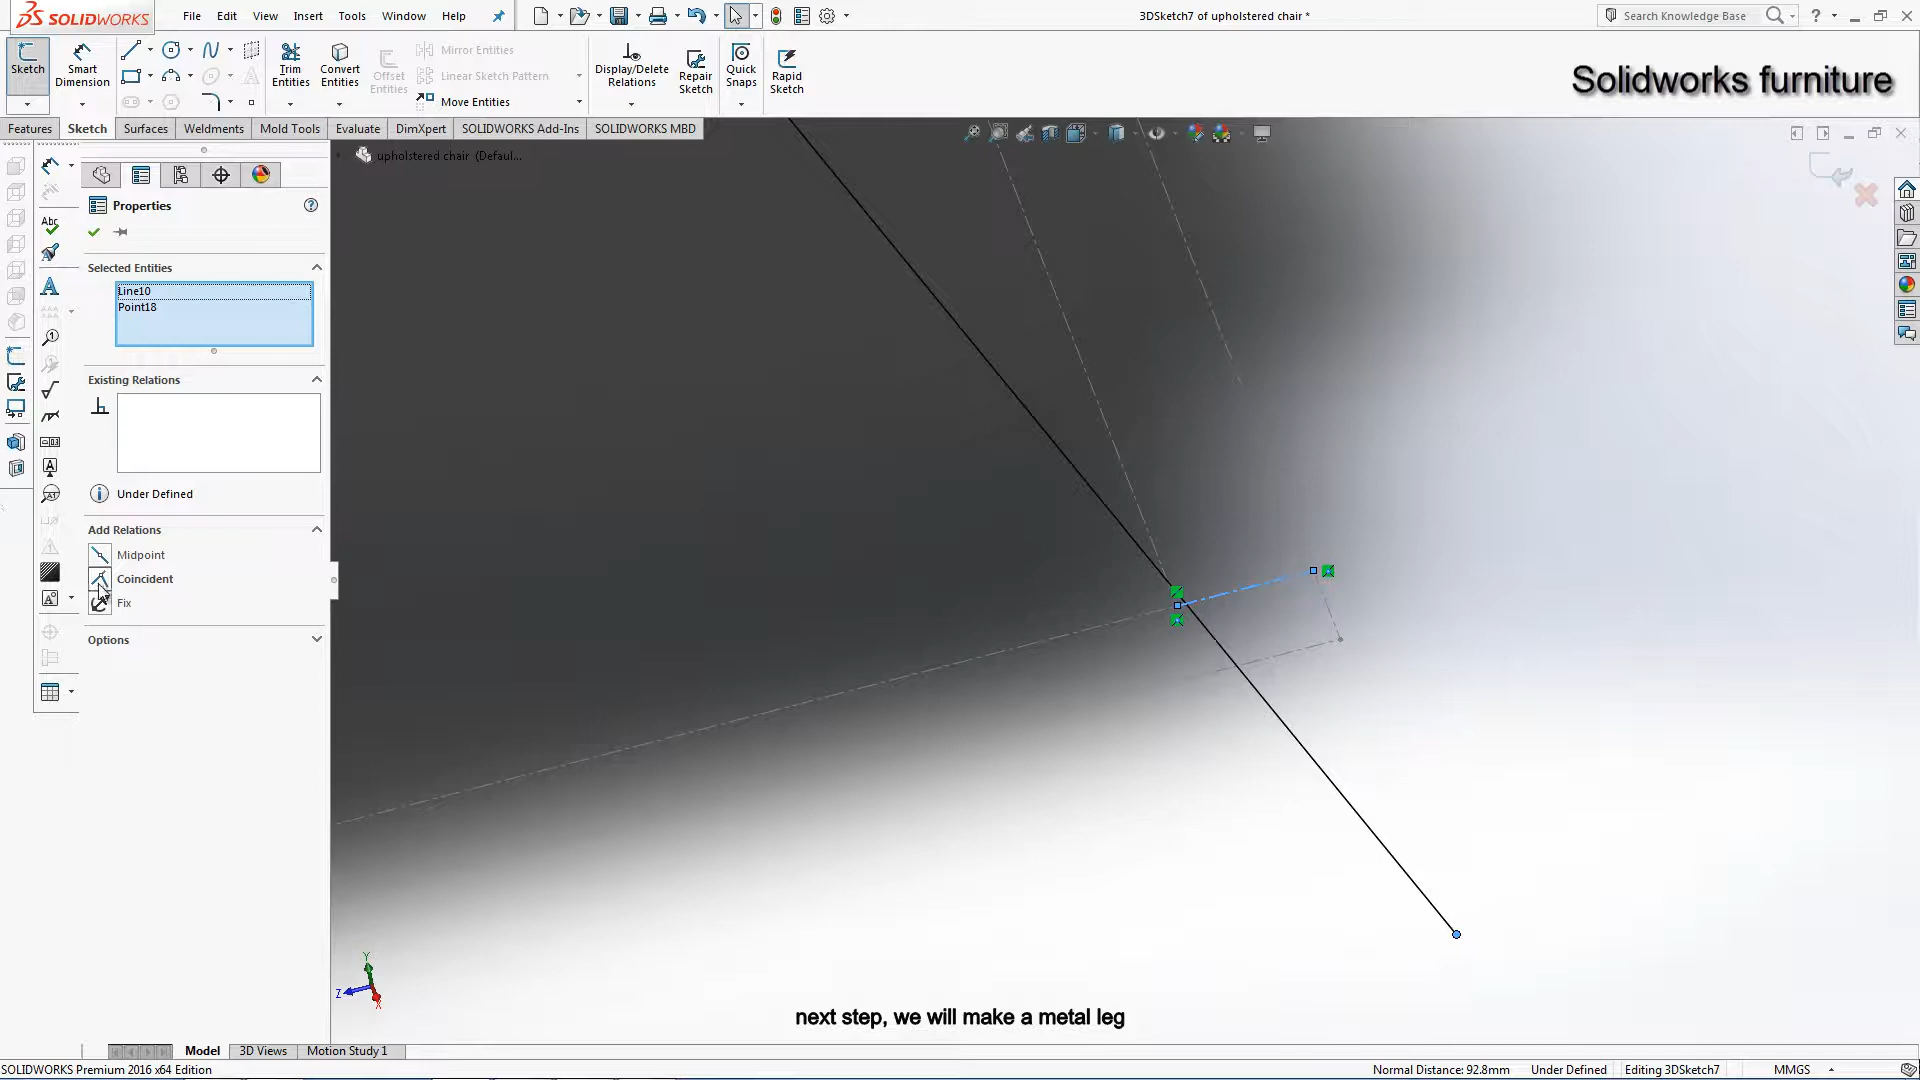 SOLIDWORKS
File Edit View Insert Tools Window Help
3DSketch7 of upholstered chair *
Search Knowledge Base
Sketch
Smart Dimension
Trim Entities
Convert Entities
Offset Entities
Mirror Entities
Linear Sketch Pattern
Move Entities
Display/Delete Relations
Repair Sketch
Quick Snaps
Rapid Sketch
Solidworks furniture
Features Sketch Surfaces Weldments Mold Tools Evaluate DimXpert SOLIDWORKS Add-Ins SOLIDWORKS MBD
upholstered chair (Defaul...
Properties
Selected Entities
Line10
Point18
Existing Relations
Under Defined
Add Relations
Midpoint
Coincident
Fix
Options
Y
Z
X
next step, we will make a metal leg
Model 3D Views Motion Study 1
SOLIDWORKS Premium 2016 x64 Edition
Normal Distance: 92.8mm Under Defined Editing 3DSketch7 MMGS